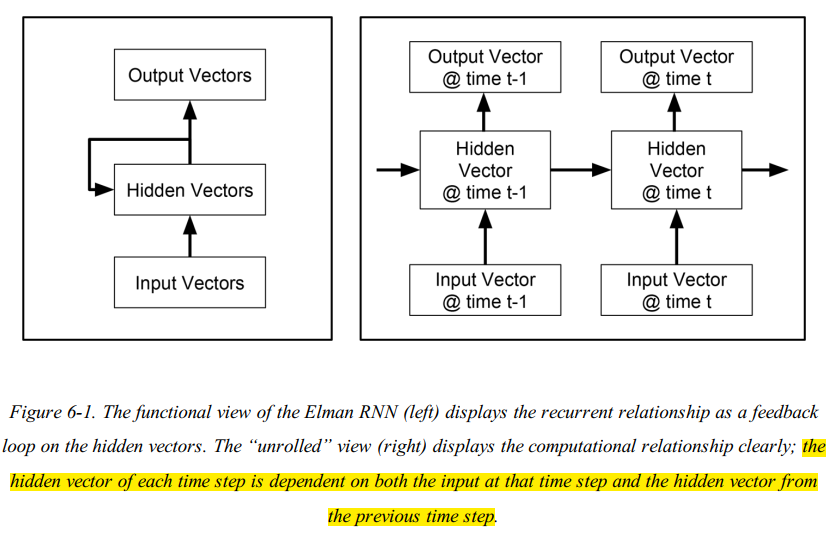 Output Vectors
Hidden Vectors
Input Vectors
Output Vector
@ time t-1
Output Vector
@ time t
Hidden
Vector
@ time t-1
Hidden
Vector
@ time t
Input Vector
@ time t-1
Input Vector
@ time t
Figure 6-1. The functional view of the Elman RNN (left) displays the recurrent relationship as a feedback
loop on the hidden vectors. The “unrolled” view (right) displays the computational relationship clearly; the
hidden vector of each time step is dependent on both the input at that time step and the hidden vector from
the previous time step.